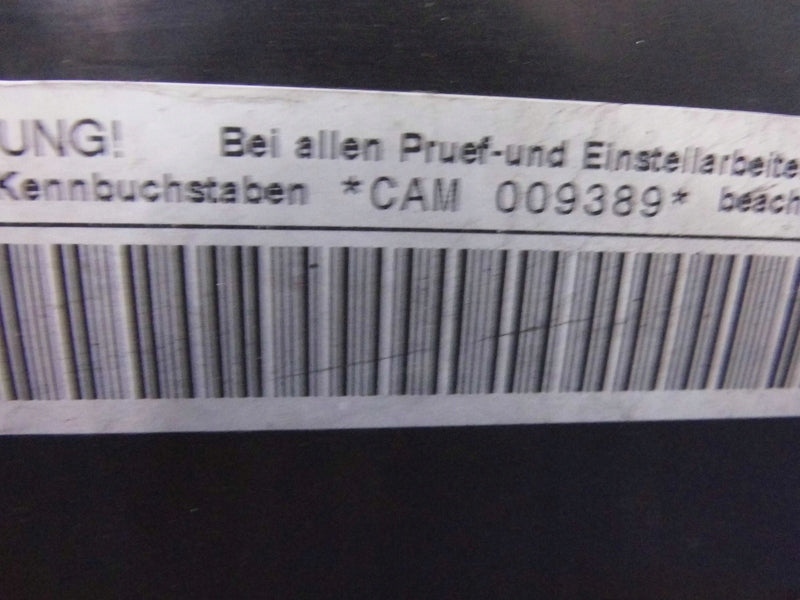 UNG! Bei allen Pruef-und Einstellarbeite
Kennbuchstaben *CAM 009389* beach